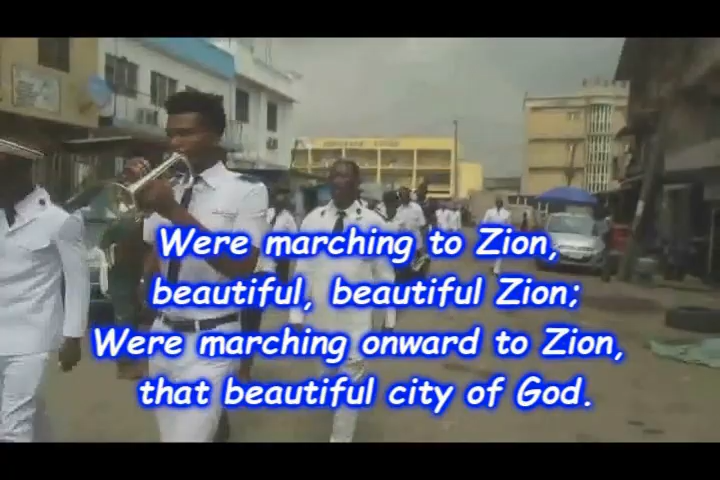 Were marching to Zion,
beautiful, beautiful Zion;
Were marching onward to Zion,
that beautiful city of God.